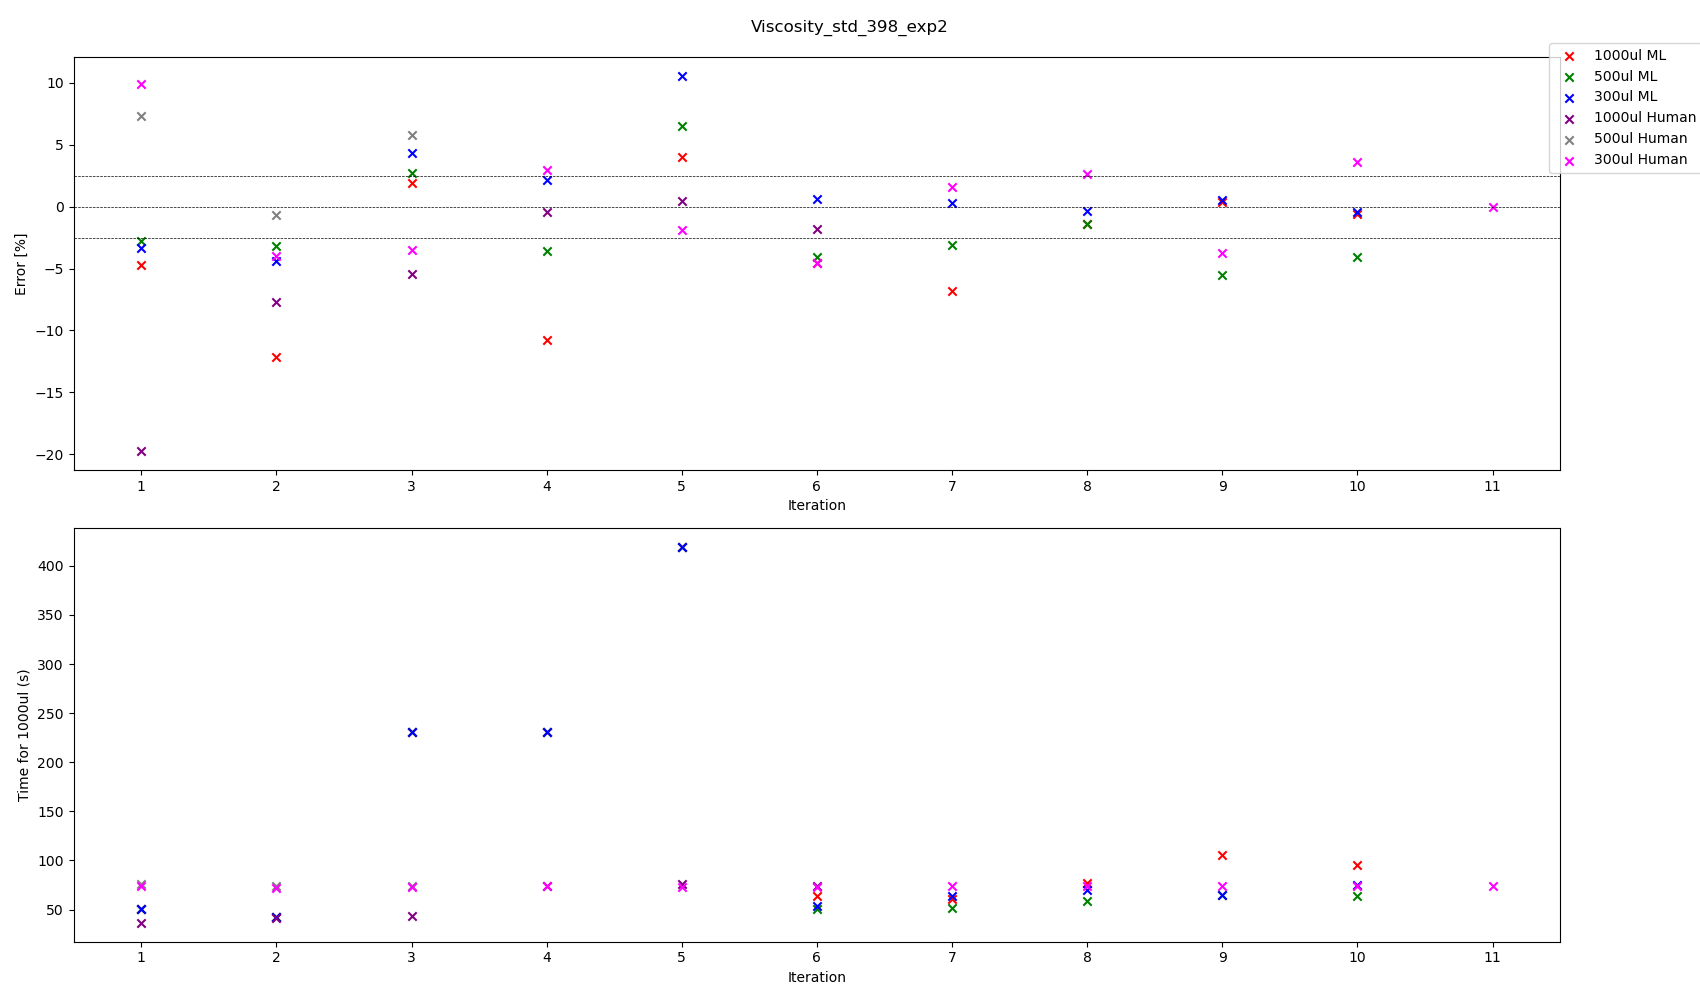 Viscosity_std_398_exp2
1000ul ML
500ul ML
300ul ML
1000ul Human
500ul Human
300ul Human
10
5
0
−5
−10
−15
−20
Error [%]
1 2 3 4 5 6 7 8 9 10 11
Iteration
400
350
300
250
200
150
100
50
Time for 1000ul (s)
1 2 3 4 5 6 7 8 9 10 11
Iteration